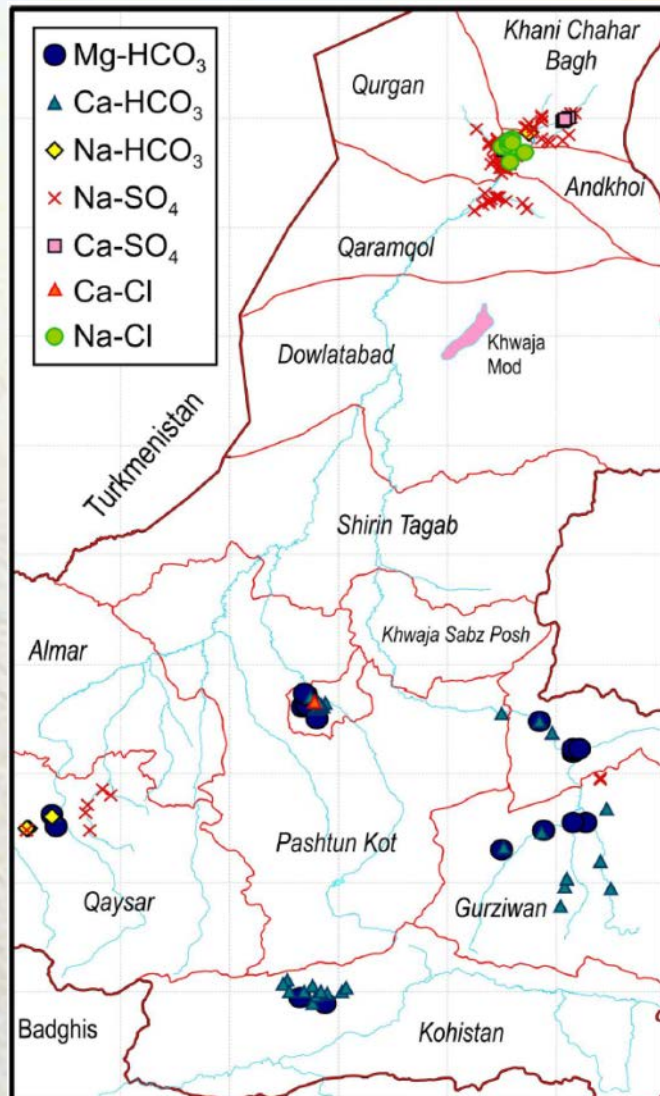 Mg-HCO₃
Ca-HCO₃
Na-HCO₃
Na-SO₄
Ca-SO₄
Ca-Cl
Na-Cl
Khani Chahar
Bagh
Qurgan
Andkhoi
Qaramqol
Dowlatabad
Khwaja
Mod
Turkmenistan
Shirin Tagab
Khwaja Sabz Posh
Almar
Pashtun Kot
Qaysar
Gurziwan
Badghis
Kohistan